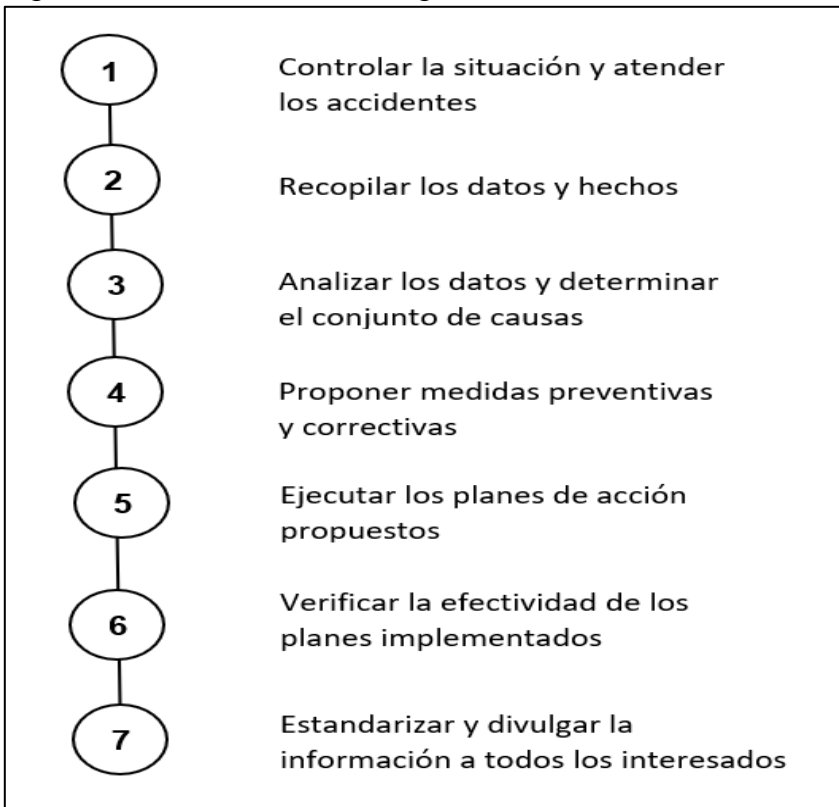 1 Controlar la situación y atender
los accidentes
2 Recopilar los datos y hechos
3 Analizar los datos y determinar
el conjunto de causas
4 Proponer medidas preventivas
y correctivas
5 Ejecutar los planes de acción
propuestos
6 Verificar la efectividad de los
planes implementados
7 Estandarizar y divulgar la
información a todos los interesados